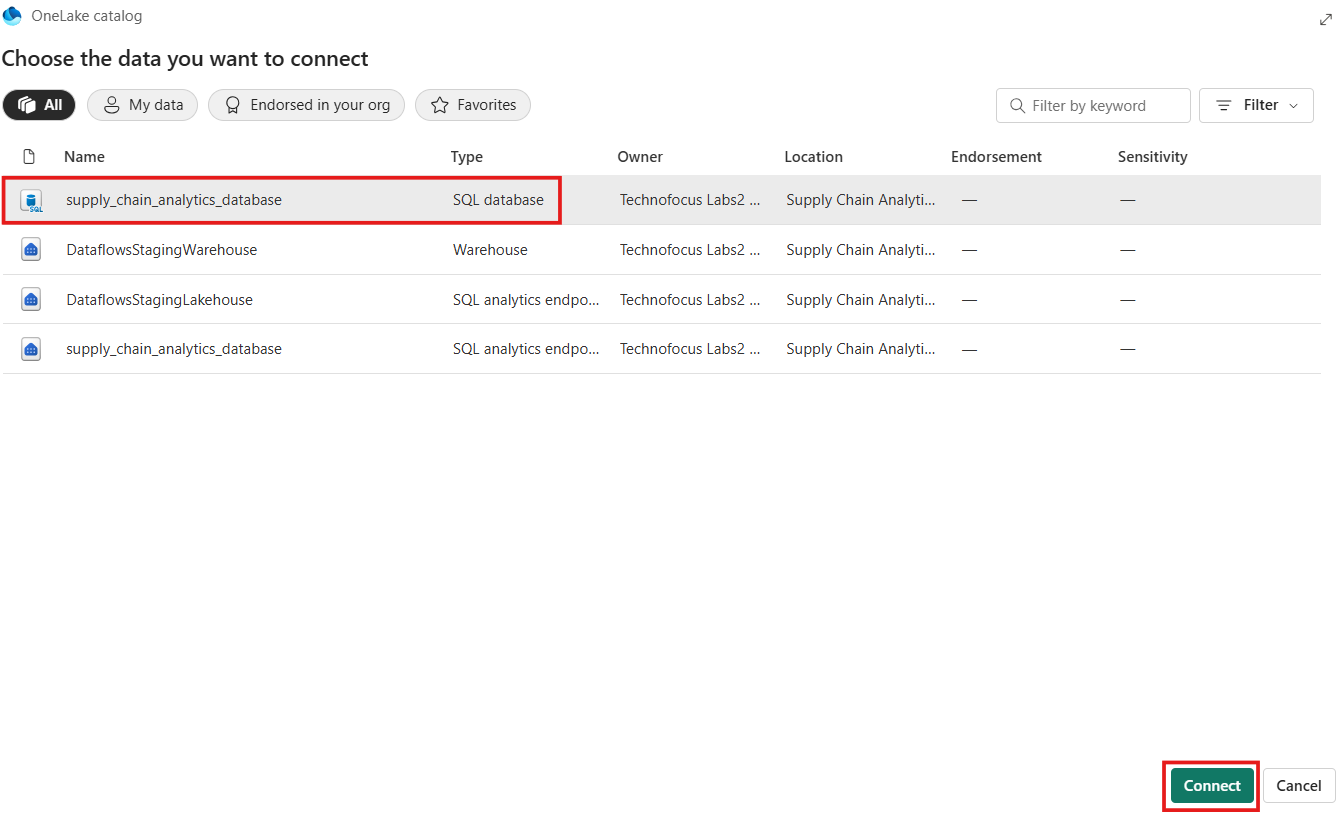 OneLake catalog
Choose the data you want to connect
All My data Endorsed in your org Favorites Filter by keyword Filter
Name Type Owner Location Endorsement Sensitivity
SQL supply_chain_analytics_database SQL database Technofocus Labs2 ... Supply Chain Analyti... — —
DataflowsStagingWarehouse Warehouse Technofocus Labs2 ... Supply Chain Analyti... — —
DataflowsStagingLakehouse SQL analytics endpo... Technofocus Labs2 ... Supply Chain Analyti... — —
supply_chain_analytics_database SQL analytics endpo... Technofocus Labs2 ... Supply Chain Analyti... — —
Connect Cancel